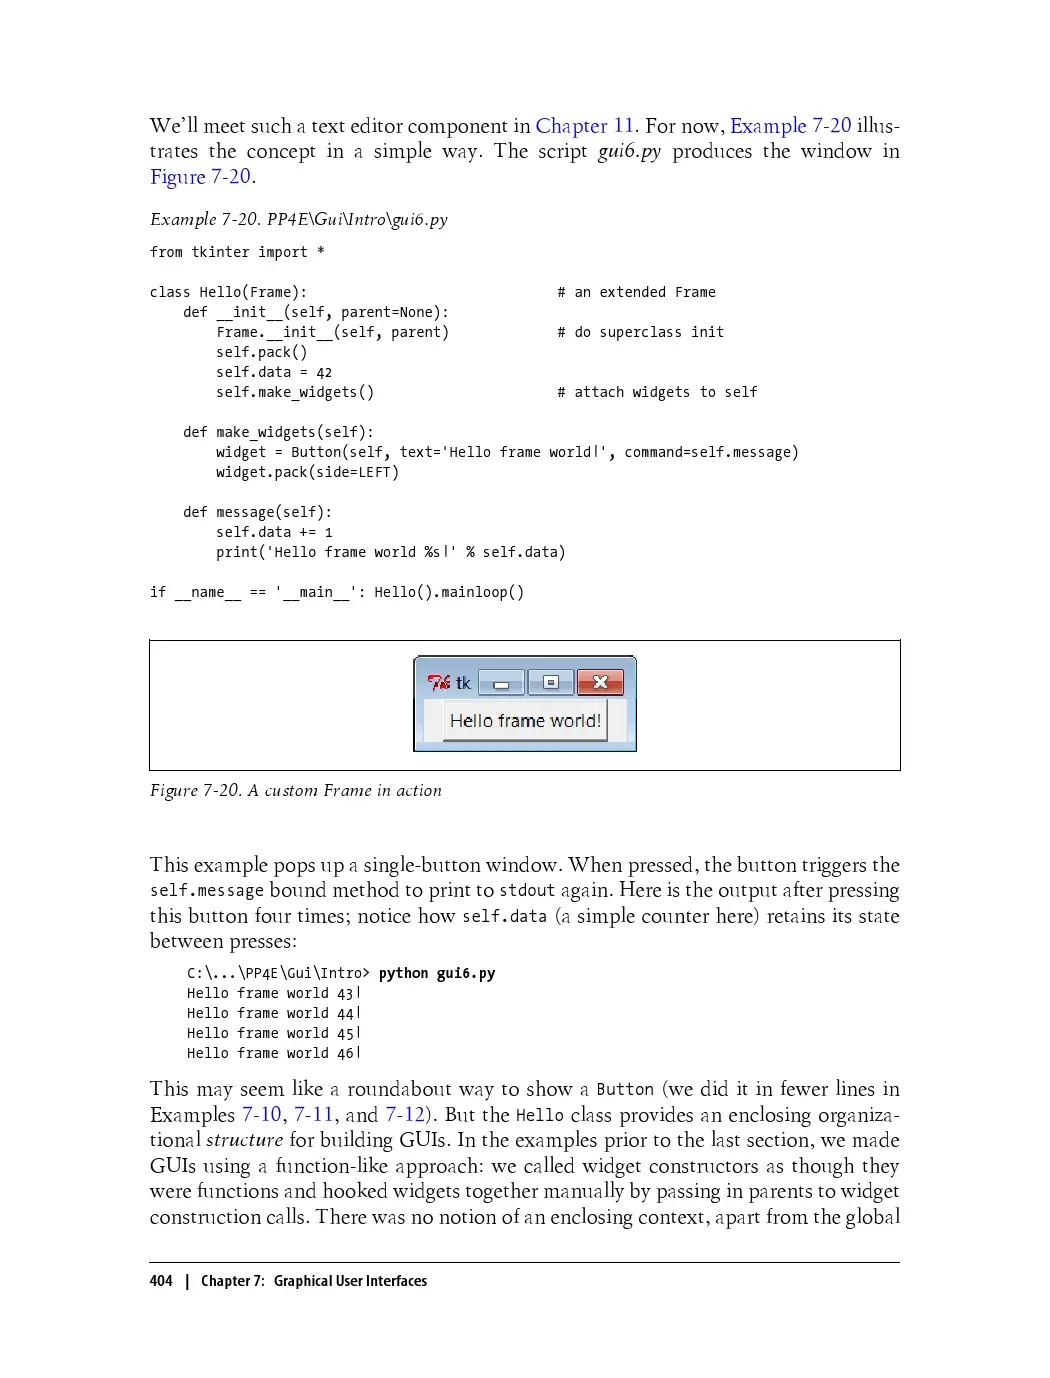 We'll meet such a text editor component in Chapter 11. For now, Example 7-20 illus-
trates the concept in a simple way. The script gui6.py produces the window in
Figure 7-20.
Example 7-20. PP4E\Gui\Intro\gui6.py
from tkinter import *
class Hello(Frame):                              # an extended Frame
    def __init__(self, parent=None):
        Frame.__init__(self, parent)             # do superclass init
        self.pack()
        self.data = 42
        self.make_widgets()                      # attach widgets to self
    def make_widgets(self):
        widget = Button(self, text='Hello frame world|', command=self.message)
        widget.pack(side=LEFT)
    def message(self):
        self.data += 1
        print('Hello frame world %s|' % self.data)
if __name__ == '__main__': Hello().mainloop()
tk
Hello frame world!
Figure 7-20. A custom Frame in action
This example pops up a single-button window. When pressed, the button triggers the
self.message bound method to print to stdout again. Here is the output after pressing
this button four times; notice how self.data (a simple counter here) retains its state
between presses:
C:\...\PP4E\Gui\Intro> python gui6.py
Hello frame world 43|
Hello frame world 44|
Hello frame world 45|
Hello frame world 46|
This may seem like a roundabout way to show a Button (we did it in fewer lines in
Examples 7-10, 7-11, and 7-12). But the Hello class provides an enclosing organiza-
tional structure for building GUIs. In the examples prior to the last section, we made
GUIs using a function-like approach: we called widget constructors as though they
were functions and hooked widgets together manually by passing in parents to widget
construction calls. There was no notion of an enclosing context, apart from the global
404 | Chapter 7: Graphical User Interfaces